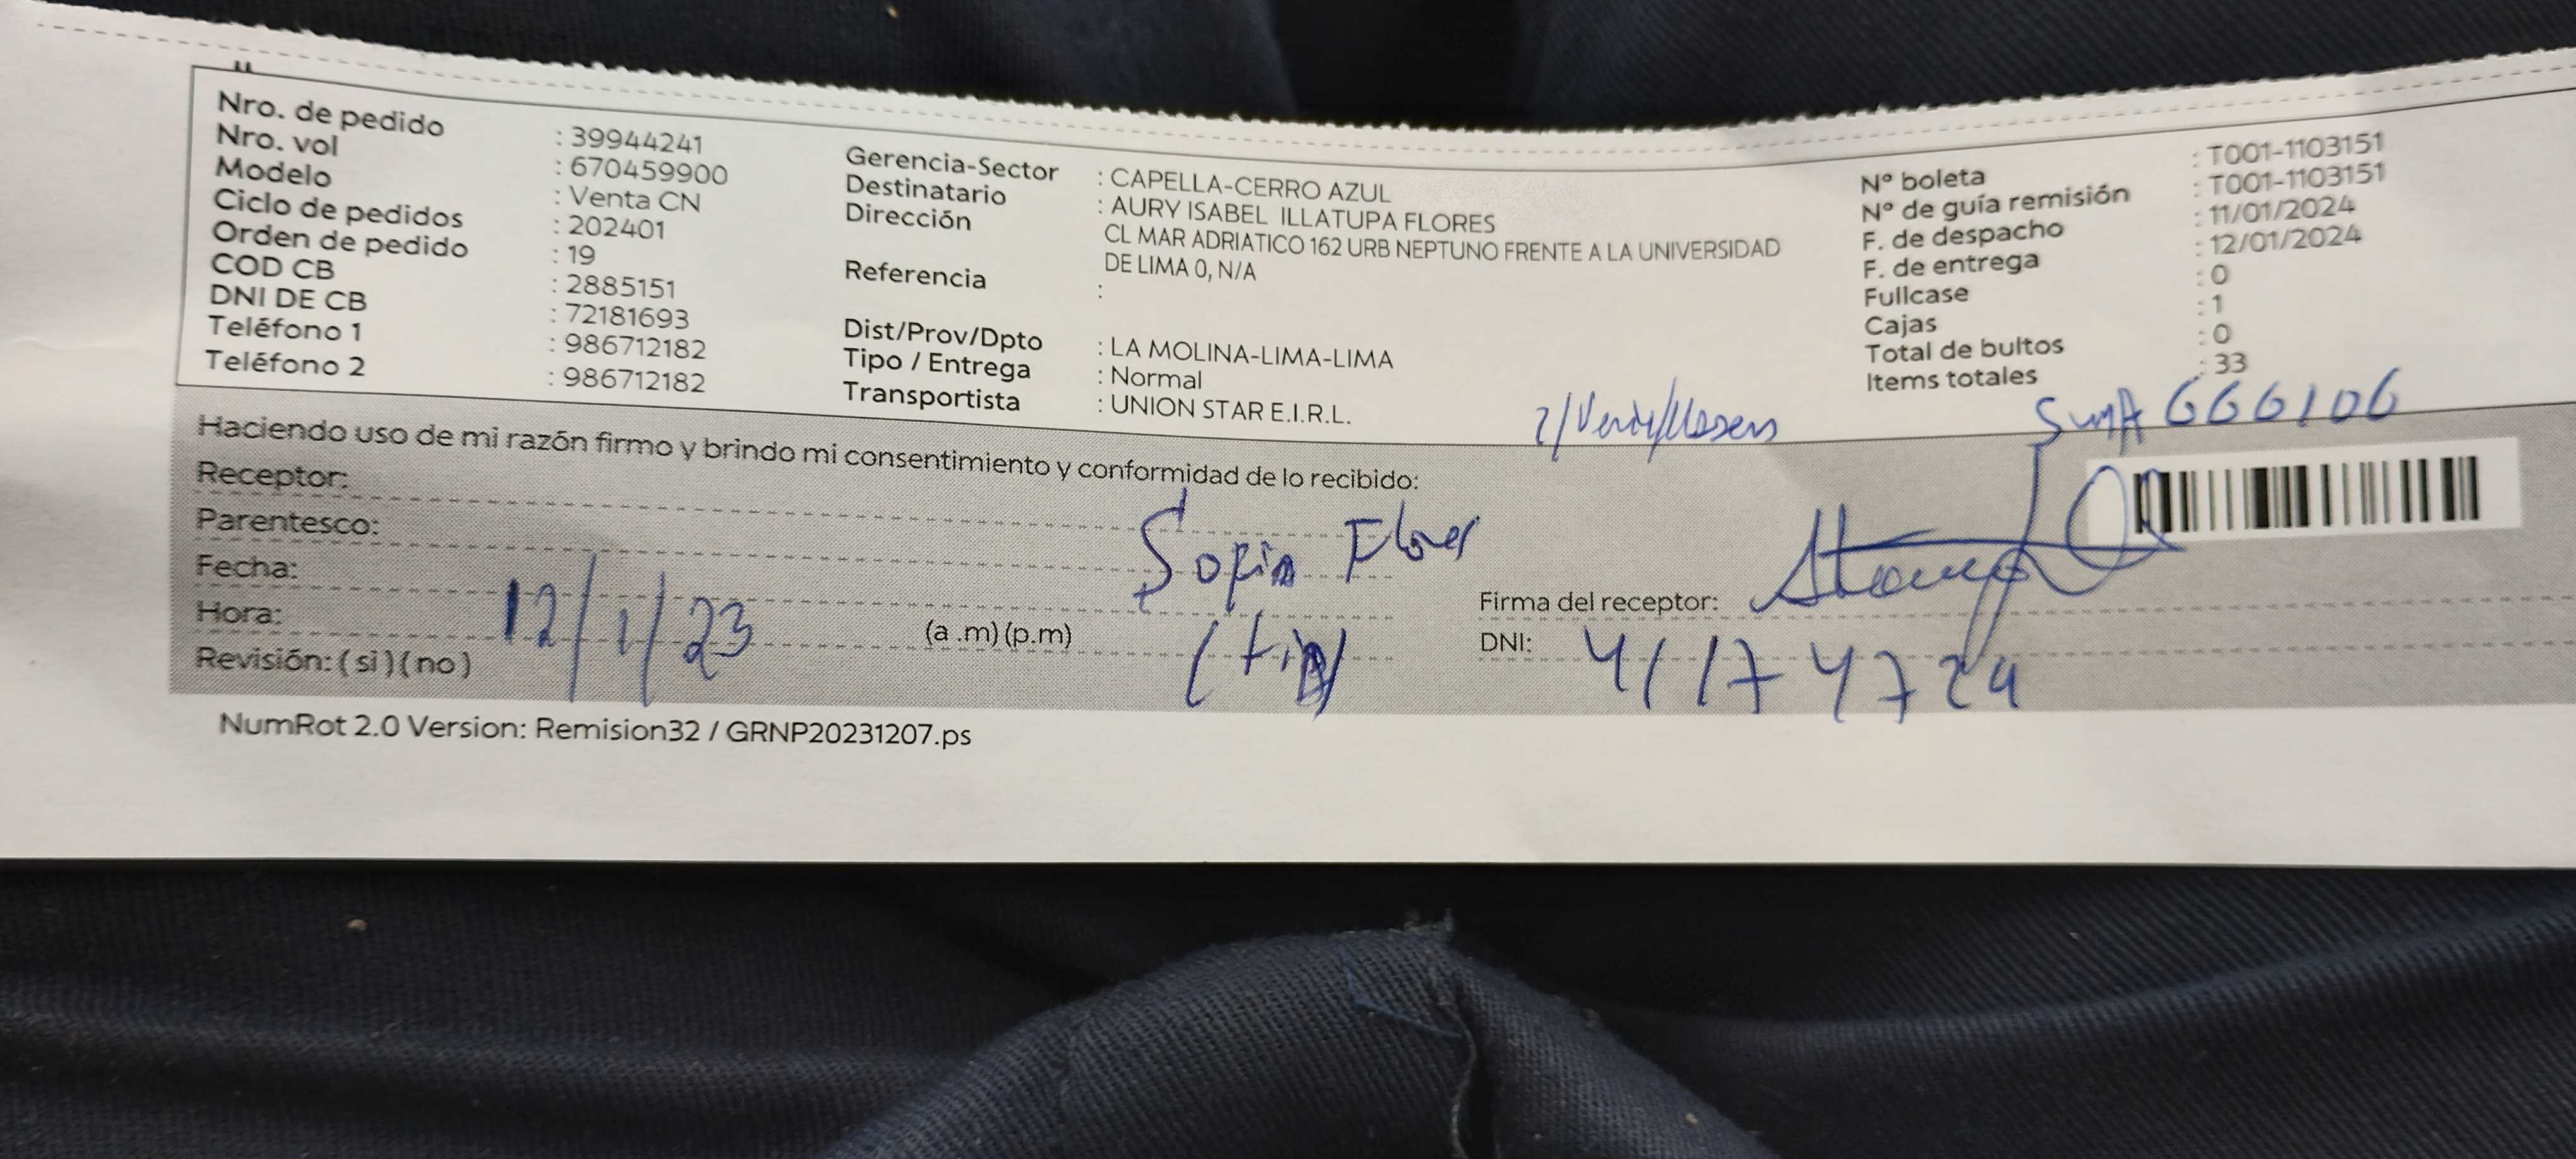 Nro. de pedido : 39944241
Nro. vol : 670459900
Modelo : Venta CN
Ciclo de pedidos : 202401
Orden de pedido : 19
COD CB : 2885151
DNI DE CB : 72181693
Teléfono 1 : 986712182
Teléfono 2 : 986712182
Gerencia-Sector : CAPELLA-CERRO AZUL
Destinatario : AURY ISABEL ILLATUPA FLORES
Dirección CL MAR ADRIATICO 162 URB NEPTUNO FRENTE A LA UNIVERSIDAD
DE LIMA 0, N/A
Referencia :
Dist/Prov/Dpto : LA MOLINA-LIMA-LIMA
Tipo / Entrega : Normal
Transportista : UNION STAR E.I.R.L.
Nº boleta : T001-1103151
Nº de guía remisión : T001-1103151
F. de despacho : 11/01/2024
F. de entrega : 12/01/2024
Fullcase : 0
Cajas : 1
Total de bultos : 0
Items totales : 33
SumA 666106
Haciendo uso de mi razón firmo y brindo mi consentimiento y conformidad de lo recibido:
Receptor:
Parentesco:
Fecha:
Hora: (a .m) (p.m)
Revisión: ( si ) ( no )
12/1/23
Sofia Flores
(tia)
Firma del receptor:
DNI: 41174724
NumRot 2.0 Version: Remision32 / GRNP20231207.ps